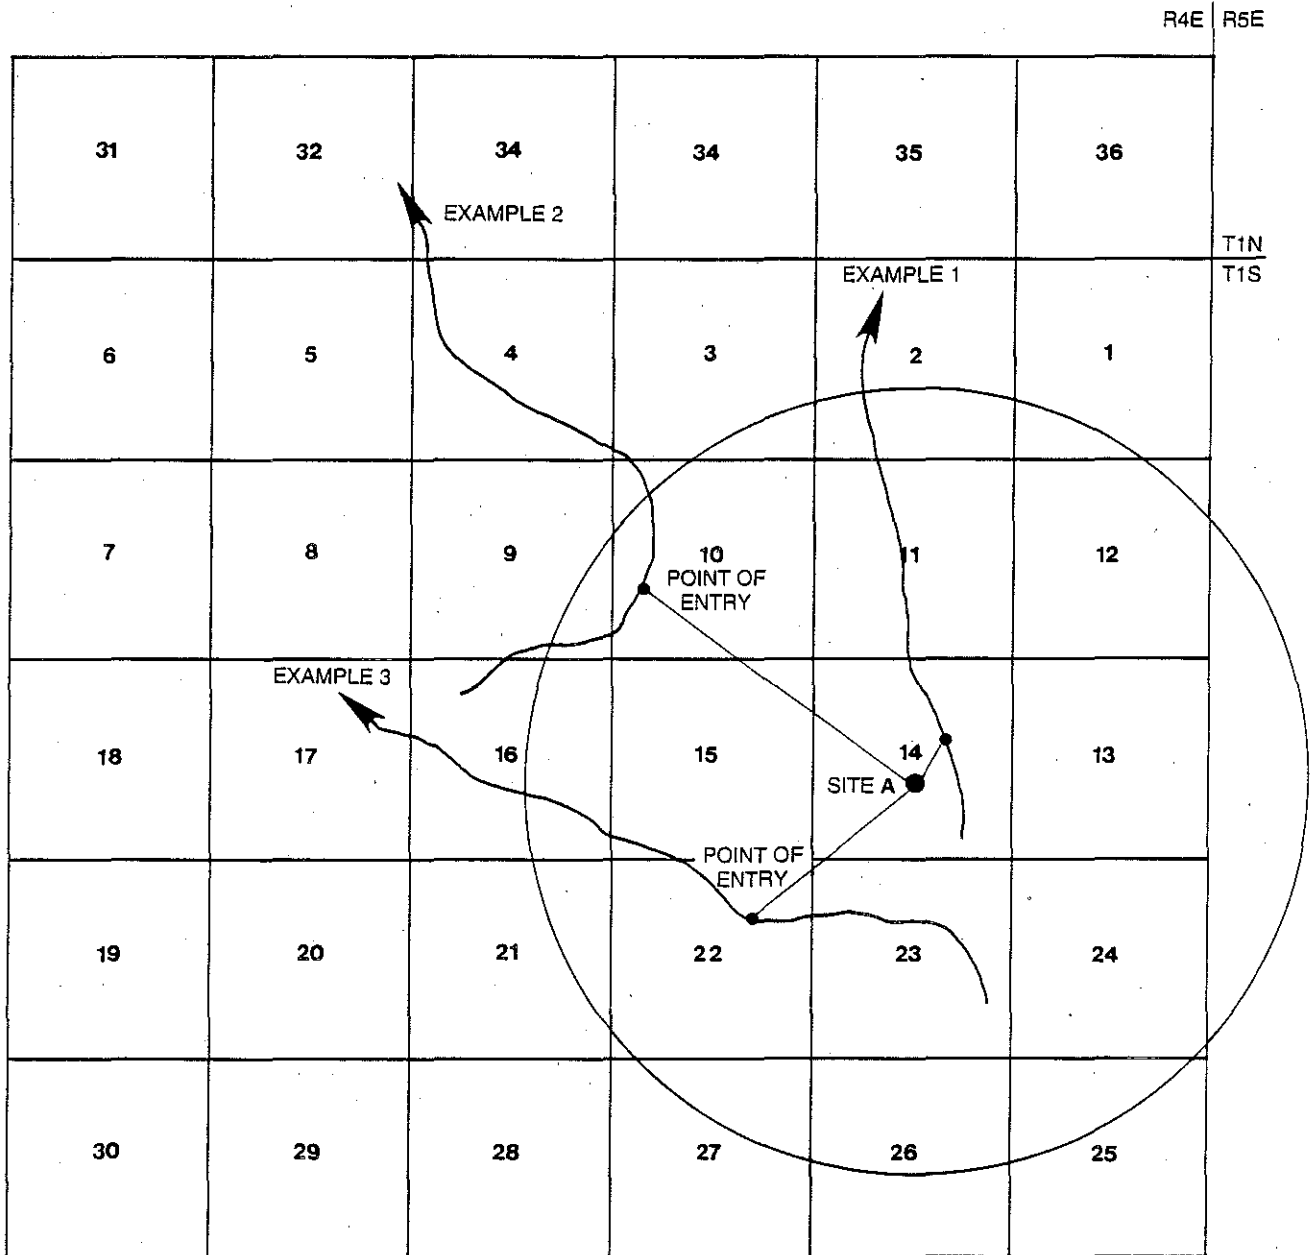 R4E R5E
31 32 34 34 35 36
EXAMPLE 2
T1N
EXAMPLE 1 T1S
6 5 4 3 2 1
7 8 9 10 11 12
POINT OF
ENTRY
EXAMPLE 3
18 17 16 15 14 13
SITE A
POINT OF
ENTRY
19 20 21 22 23 24
30 29 28 27 26 25